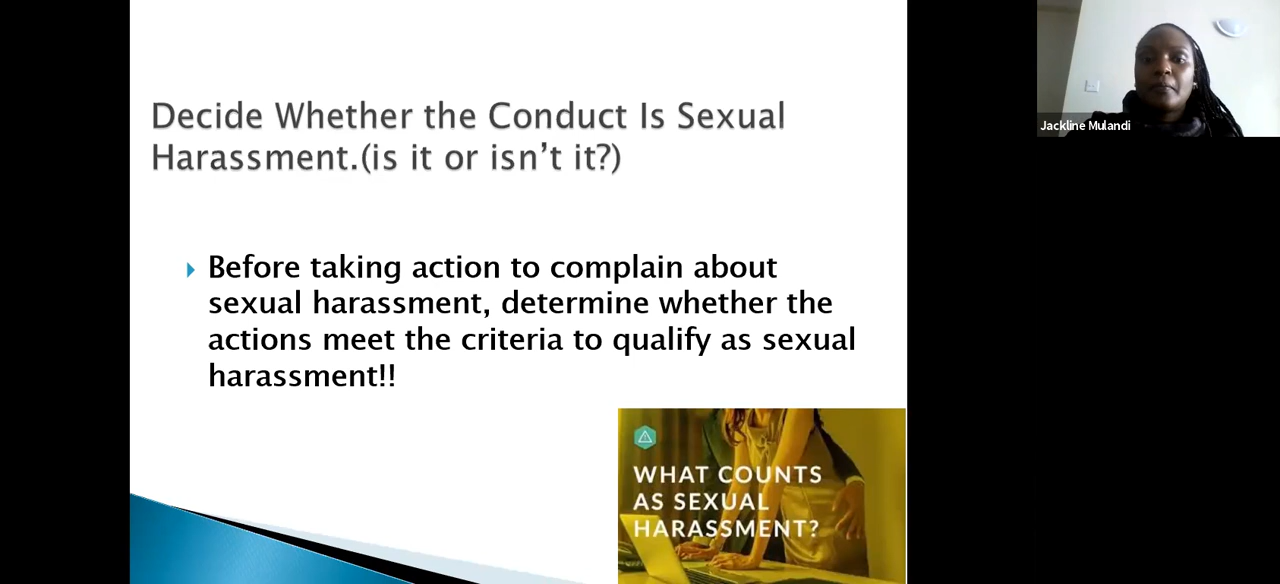 Decide Whether the Conduct Is Sexual
Harassment.(is it or isn't it?)
Before taking action to complain about
sexual harassment, determine whether the
actions meet the criteria to qualify as sexual
harassment!!
WHAT COUNTS
AS SEXUAL
HARASSMENT?
Jackline Mulandi